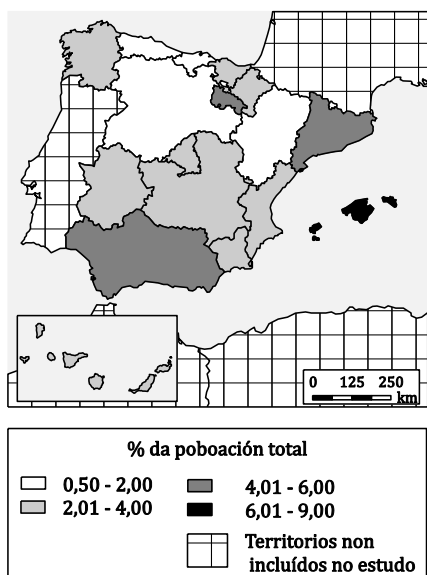 0 125 250
km
% da poboación total
0,50 - 2,00
4,01 - 6,00
2,01 - 4,00
6,01 - 9,00
Territorios non
incluídos no estudo